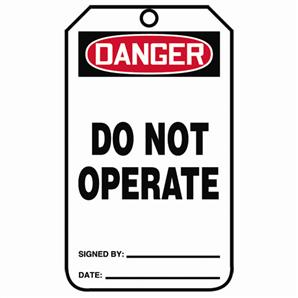 DANGER
DO NOT
OPERATE
SIGNED BY:
DATE: